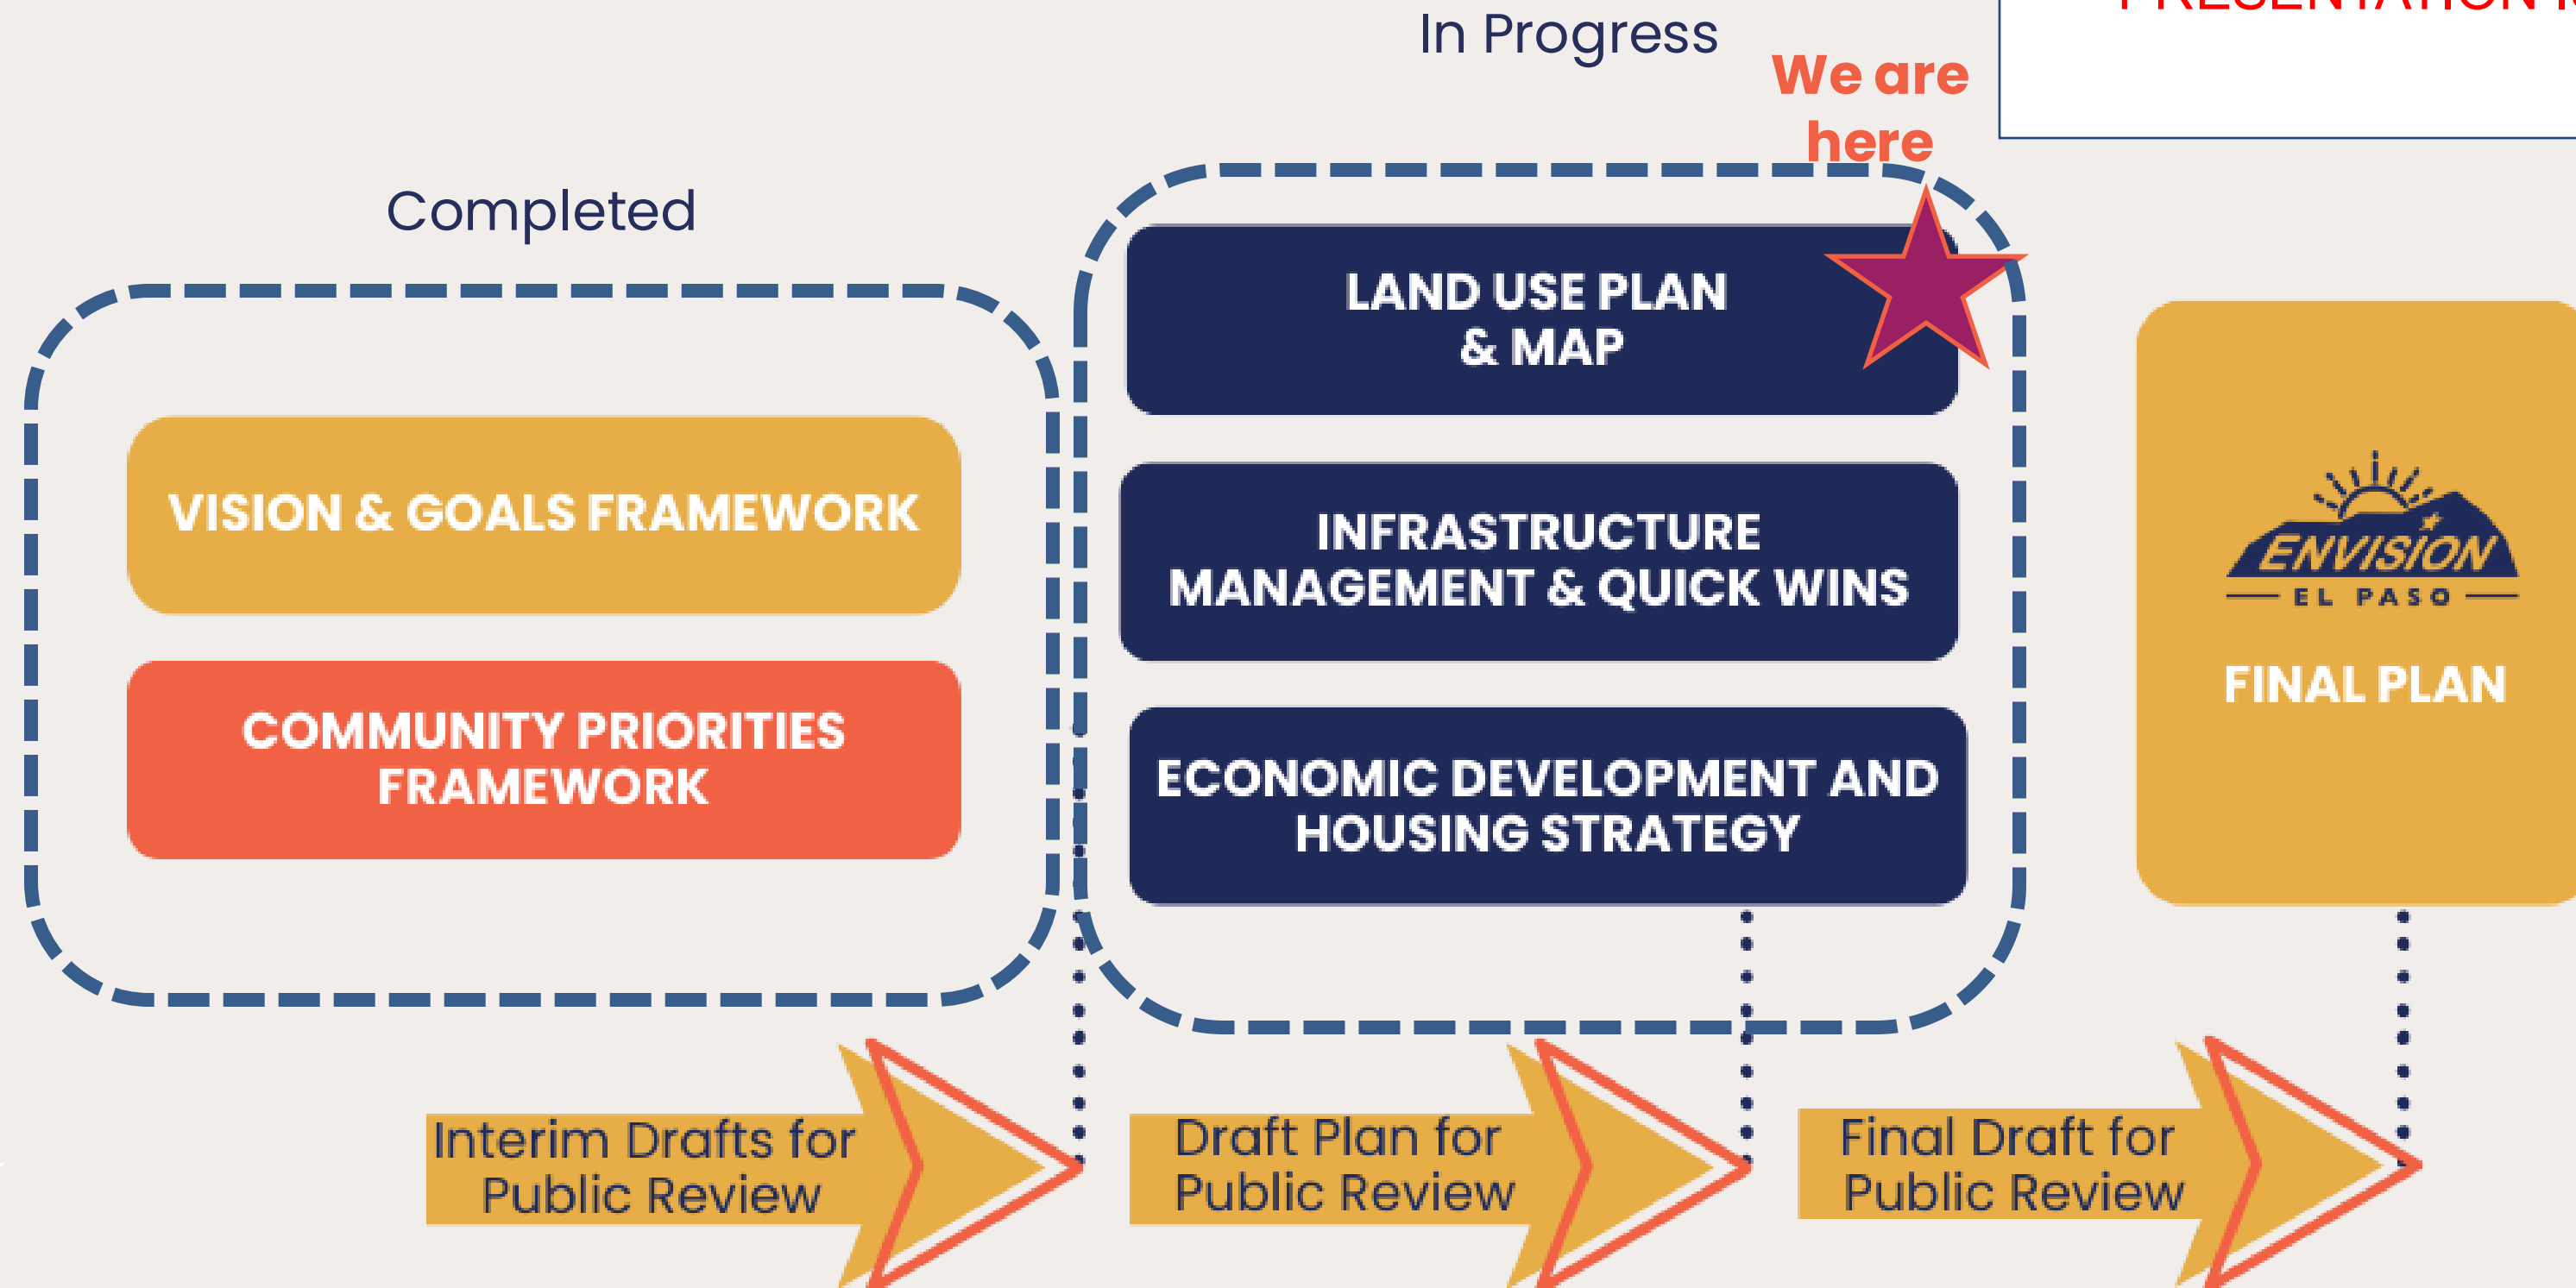 In Progress
We are
here
Completed
LAND USE PLAN
& MAP
VISION & GOALS FRAMEWORK
INFRASTRUCTURE
MANAGEMENT & QUICK WINS
COMMUNITY PRIORITIES
FRAMEWORK
ECONOMIC DEVELOPMENT AND
HOUSING STRATEGY
ENVISION
EL PASO
FINAL PLAN
Interim Drafts for
Public Review
Draft Plan for
Public Review
Final Draft for
Public Review